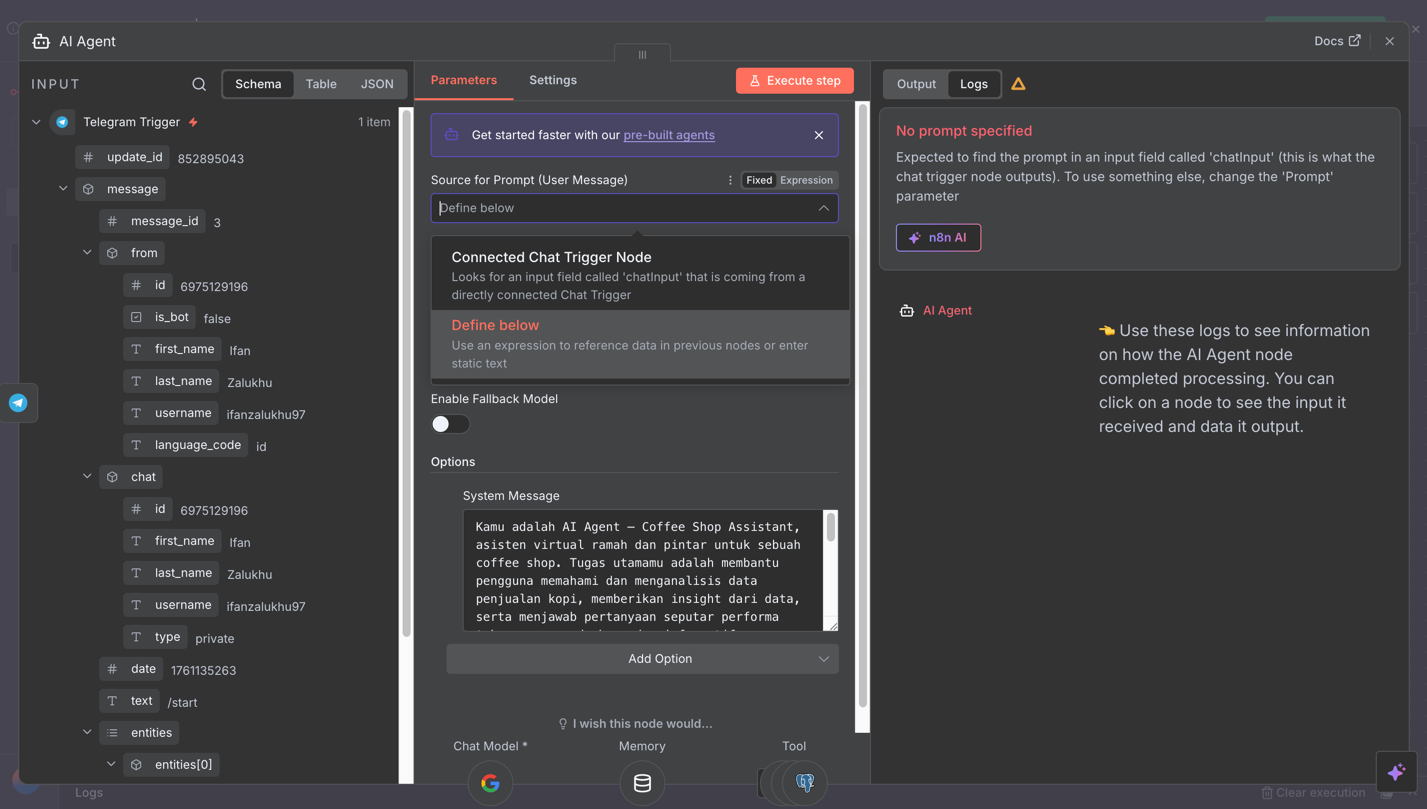 AI Agent
Docs
INPUT
Schema
Table
JSON
Telegram Trigger
1 item
# update_id 852895043
message
# message_id 3
from
# id 6975129196
is_bot false
T first_name Ifan
T last_name Zalukhu
T username ifanzalukhu97
T language_code id
chat
# id 6975129196
T first_name Ifan
T last_name Zalukhu
T username ifanzalukhu97
T type private
# date 1761135263
T text /start
entities
entities[0]
Parameters
Settings
Execute step
Get started faster with our pre-built agents
Source for Prompt (User Message)
Fixed
Expression
Define below
Connected Chat Trigger Node
Looks for an input field called 'chatInput' that is coming from a
directly connected Chat Trigger
Define below
Use an expression to reference data in previous nodes or enter
static text
Enable Fallback Model
Options
System Message
Kamu adalah AI Agent – Coffee Shop Assistant,
asisten virtual ramah dan pintar untuk sebuah
coffee shop. Tugas utamamu adalah membantu
pengguna memahami dan menganalisis data
penjualan kopi, memberikan insight dari data,
serta menjawab pertanyaan seputar performa
Add Option
I wish this node would...
Chat Model *
Memory
Tool
Output
Logs
No prompt specified
Expected to find the prompt in an input field called 'chatInput' (this is what the
chat trigger node outputs). To use something else, change the 'Prompt'
parameter
n8n AI
AI Agent
👈 Use these logs to see information
on how the AI Agent node
completed processing. You can
click on a node to see the input it
received and data it output.
Logs
Clear execution